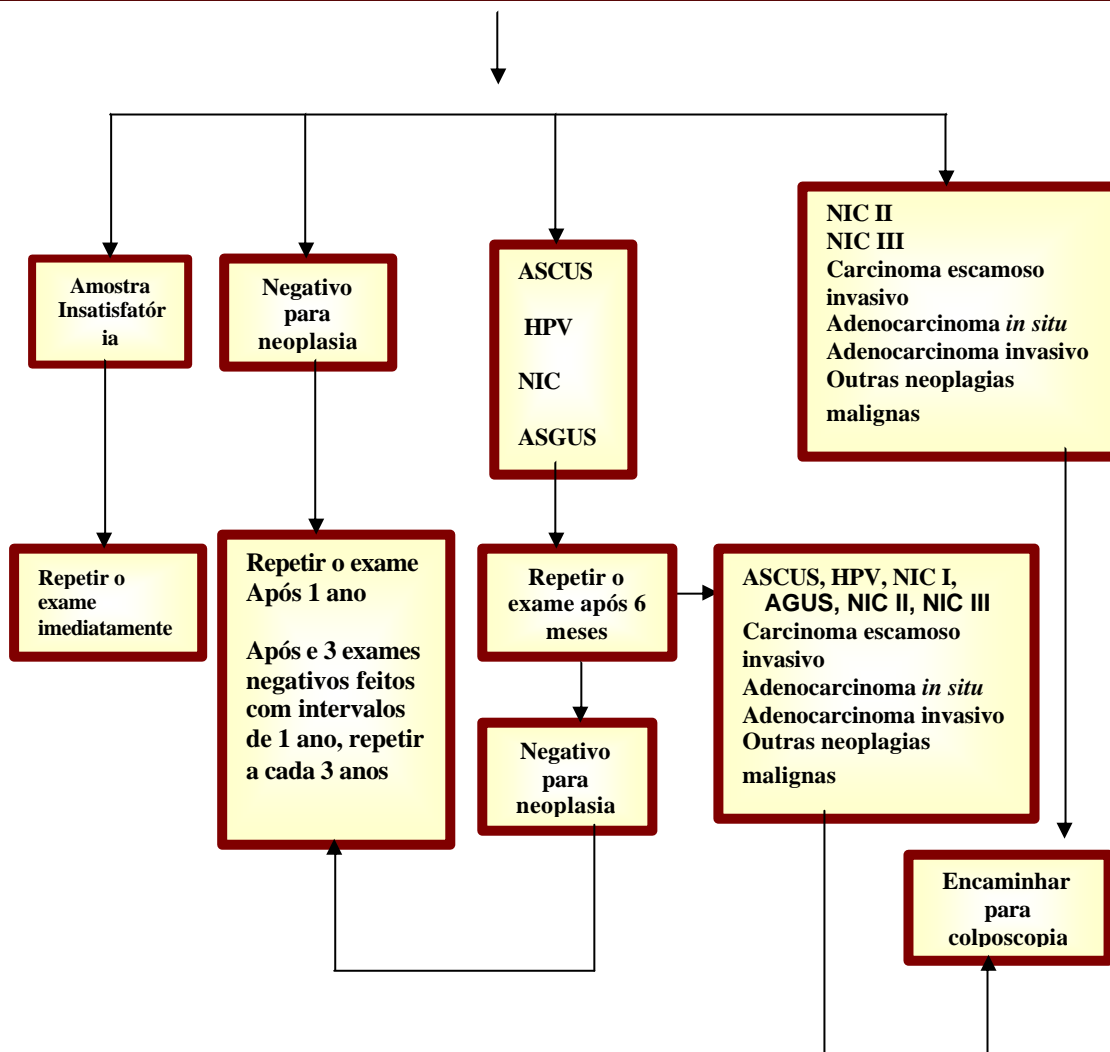 Amostra
Insatisfatór
ia
Negativo
para
neoplasia
ASCUS
HPV
NIC
ASGUS
NIC II
NIC III
Carcinoma escamoso
invasivo
Adenocarcinoma in situ
Adenocarcinoma invasivo
Outras neoplagias
malignas
Repetir o
exame
imediatamente
Repetir o exame
Após 1 ano
Após e 3 exames
negativos feitos
com intervalos
de 1 ano, repetir
a cada 3 anos
Repetir o
exame após 6
meses
ASCUS, HPV, NIC I,
AGUS, NIC II, NIC III
Carcinoma escamoso
invasivo
Adenocarcinoma in situ
Adenocarcinoma invasivo
Outras neoplagias
malignas
Negativo
para
neoplasia
Encaminhar
para
colposcopia